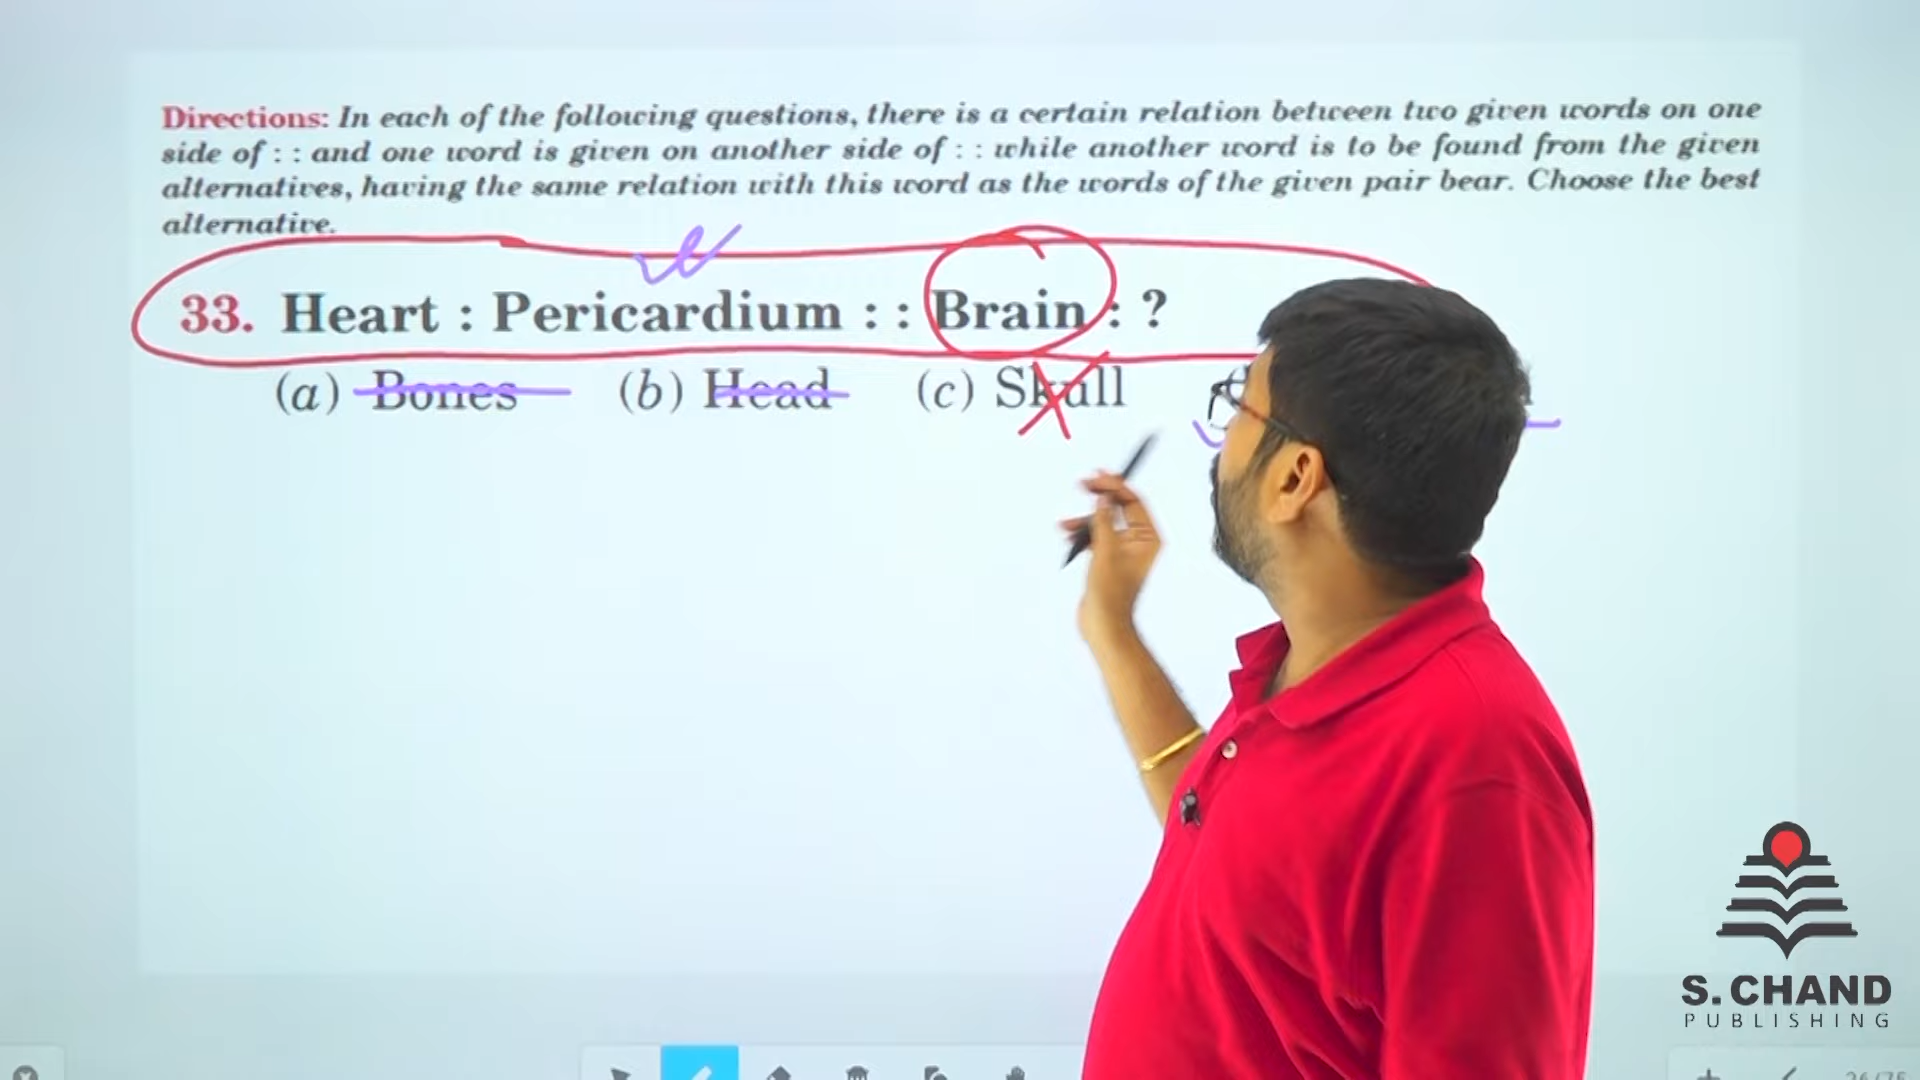 Directions: In each of the following questions, there is a certain relation between two given words on one
side of : : and one word is given on another side of : : while another word is to be found from the given
alternatives, having the same relation with this word as the words of the given pair bear. Choose the best
alternative.
33. Heart : Pericardium : : Brain : ?
(a) Bones (b) Head (c) Skull
S. CHAND
PUBLISHING
26/75